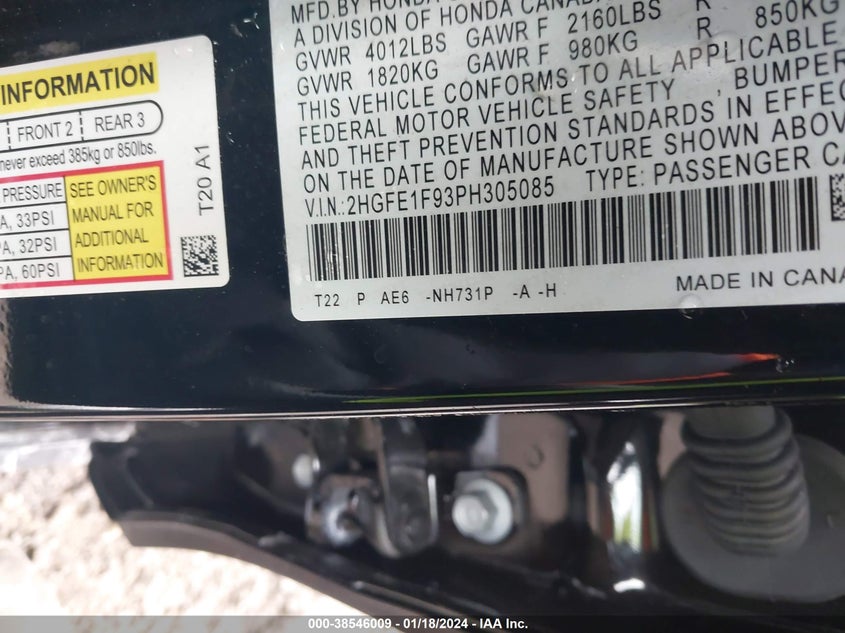 INFORMATION
FRONT 2 REAR 3
never exceed 385kg or 850lbs.
PRESSURE
A, 33PSI
PA, 32PSI
PA, 60PSI
SEE OWNER'S
MANUAL FOR
ADDITIONAL
INFORMATION
T20 A1
MFD.BY HONDA
A DIVISION OF HONDA CANADA
GVWR 4012LBS GAWR F 2160LBS R
GVWR 1820KG GAWR F 980KG R 850KG
THIS VEHICLE CONFORMS TO ALL APPLICABLE
FEDERAL MOTOR VEHICLE SAFETY , BUMPER
AND THEFT PREVENTION STANDARDS IN EFFEC
ON THE DATE OF MANUFACTURE SHOWN ABOV
V.I.N.:2HGFE1F93PH305085 TYPE: PASSENGER CA
T22 P AE6 -NH731P -A -H
MADE IN CANA
000-38546009 - 01/18/2024 - IAA Inc.